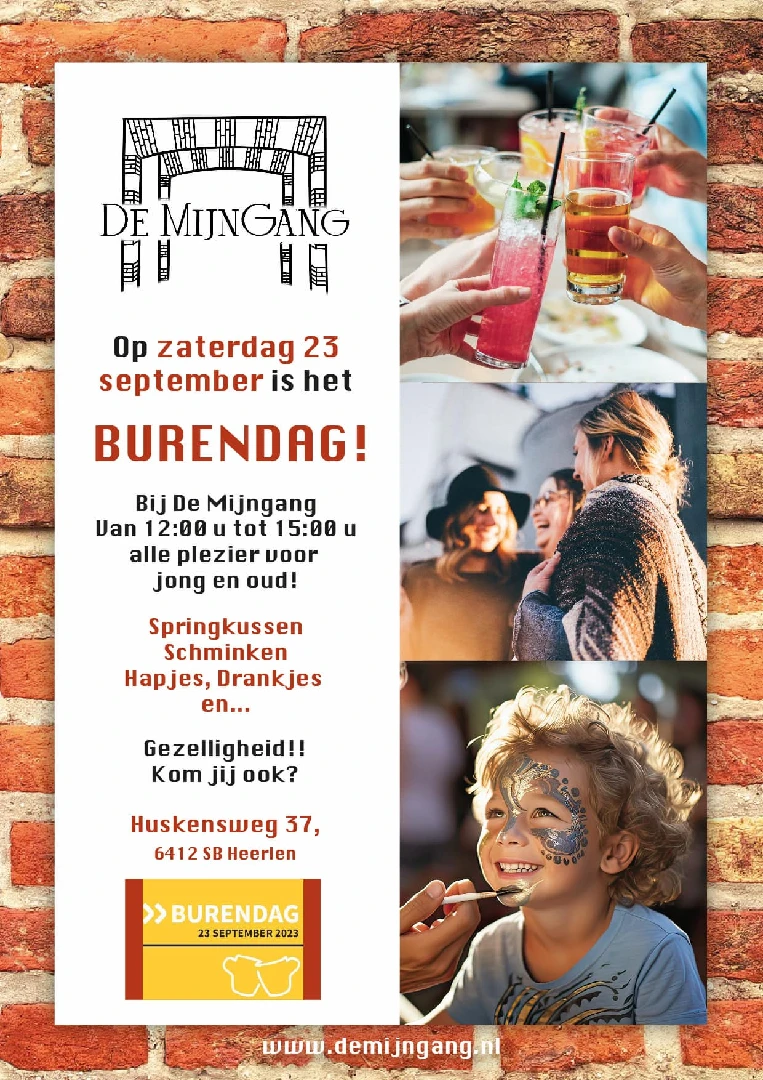 DE MIJNGANG
Op zaterdag 23
september is het
BURENDAG!
Bij De Mijngang
Van 12:00 u tot 15:00 u
alle plezier voor
jong en oud!
Springkussen
Schminken
Hapjes, Drankjes
en...
Gezelligheid!!
Kom jij ook?
Huskensweg 37,
6412 SB Heerlen
BURENDAG
23 SEPTEMBER 2023
www.demijngang.nl